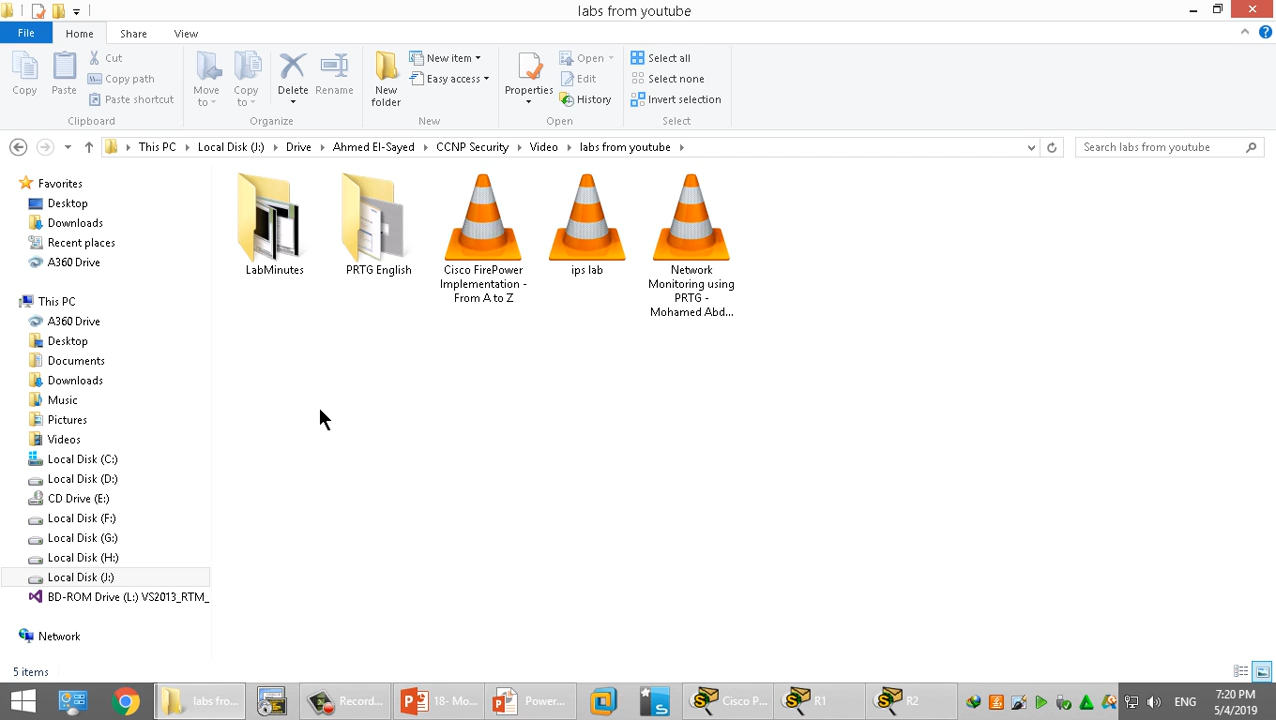 labs from youtube
File Home Share View
Copy
Paste
Cut
Copy path
Paste shortcut
Move to
Copy to
Delete
Rename
New folder
New item
Easy access
Properties
Open
Edit
History
Select all
Select none
Invert selection
Clipboard Organize New Open Select
This PC Local Disk (J:) Drive Ahmed El-Sayed CCNP Security Video labs from youtube
Search labs from youtube
Favorites
Desktop
Downloads
Recent places
A360 Drive
This PC
A360 Drive
Desktop
Documents
Downloads
Music
Pictures
Videos
Local Disk (C:)
Local Disk (D:)
CD Drive (E:)
Local Disk (F:)
Local Disk (G:)
Local Disk (H:)
Local Disk (J:)
BD-ROM Drive (L:) VS2013_RTM_
Network
LabMinutes
PRTG English
Cisco FirePower
Implementation -
From A to Z
ips lab
Network
Monitoring using
PRTG -
Mohamed Abd...
5 items
labs fro... Record... 18- Mo... Power... Cisco P... R1 R2
ENG
7:20 PM
5/4/2019